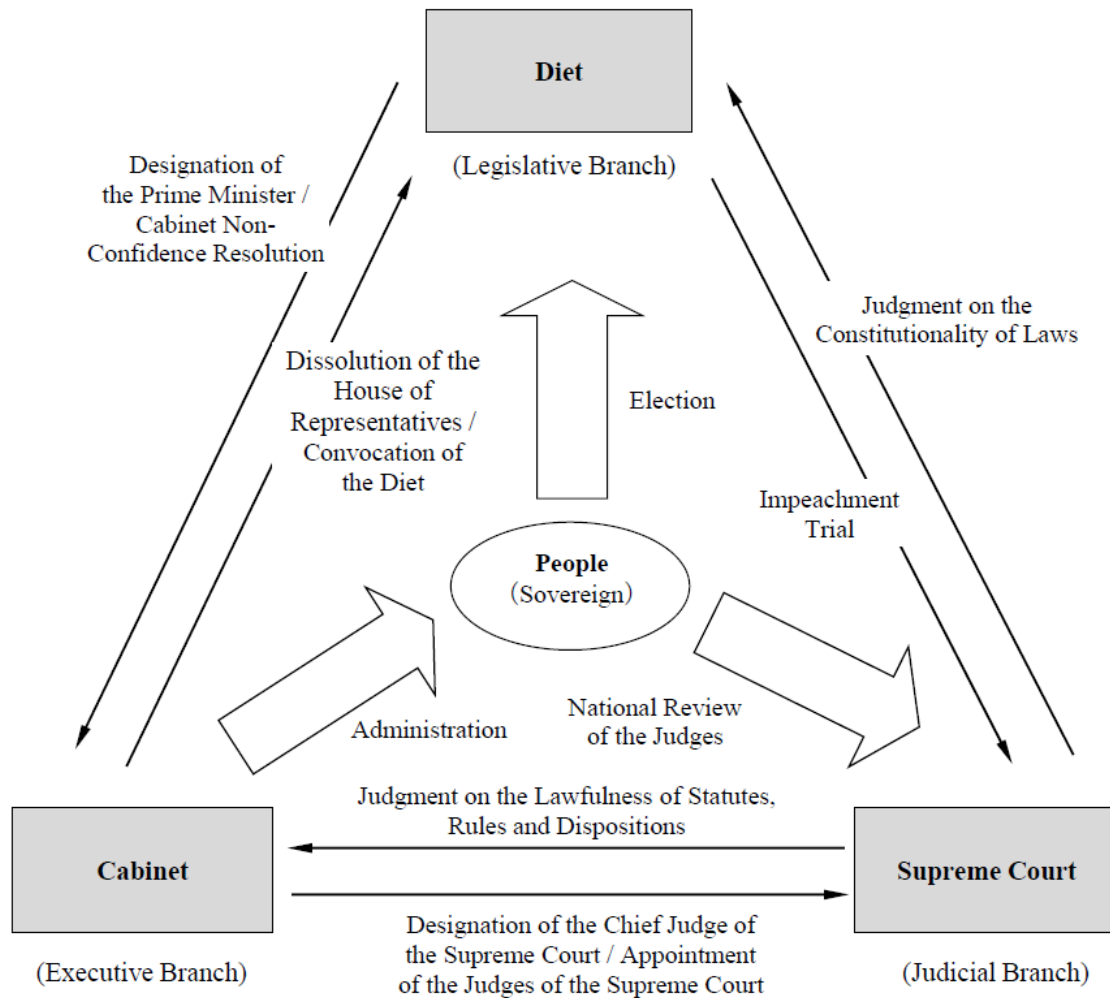 Diet
(Legislative Branch)
Designation of
the Prime Minister /
Cabinet Non-
Confidence Resolution
Dissolution of the
House of
Representatives /
Convocation of
the Diet
Election
Judgment on the
Constitutionality of Laws
Impeachment
Trial
People
(Sovereign)
Administration
National Review
of the Judges
Judgment on the Lawfulness of Statutes,
Rules and Dispositions
Cabinet
(Executive Branch)
Supreme Court
(Judicial Branch)
Designation of the Chief Judge of
the Supreme Court / Appointment
of the Judges of the Supreme Court